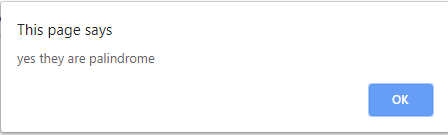 This page says
yes they are palindrome
OK